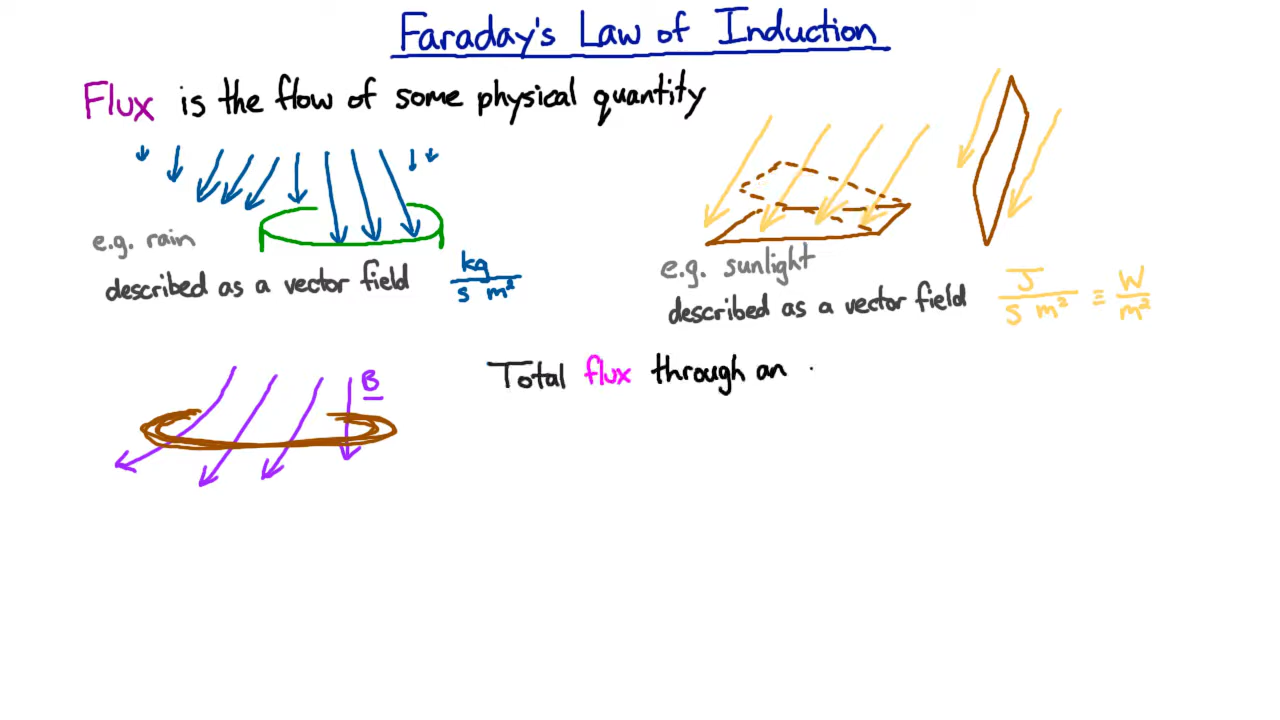 Faraday's Law of Induction
Flux is the flow of some physical quantity
e.g. rain
described as a vector field kg / s m²
e.g. sunlight
described as a vector field J / s m² ≡ W / m²
B
Total flux through an